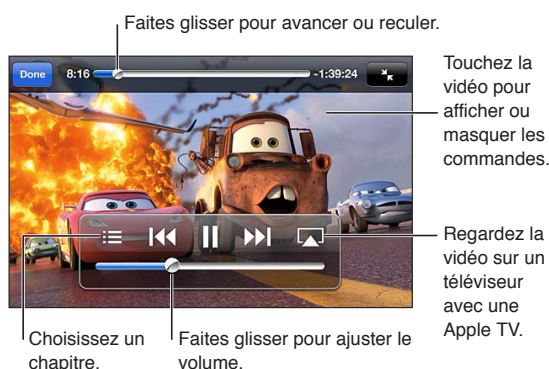 Faites glisser pour avancer ou reculer.
Done
8:16
-1:39:24
Touchez la
vidéo pour
afficher ou
masquer les
commandes.
Regardez la
vidéo sur un
téléviseur
avec une
Apple TV.
Choisissez un
chapitre.
Faites glisser pour ajuster le
volume.